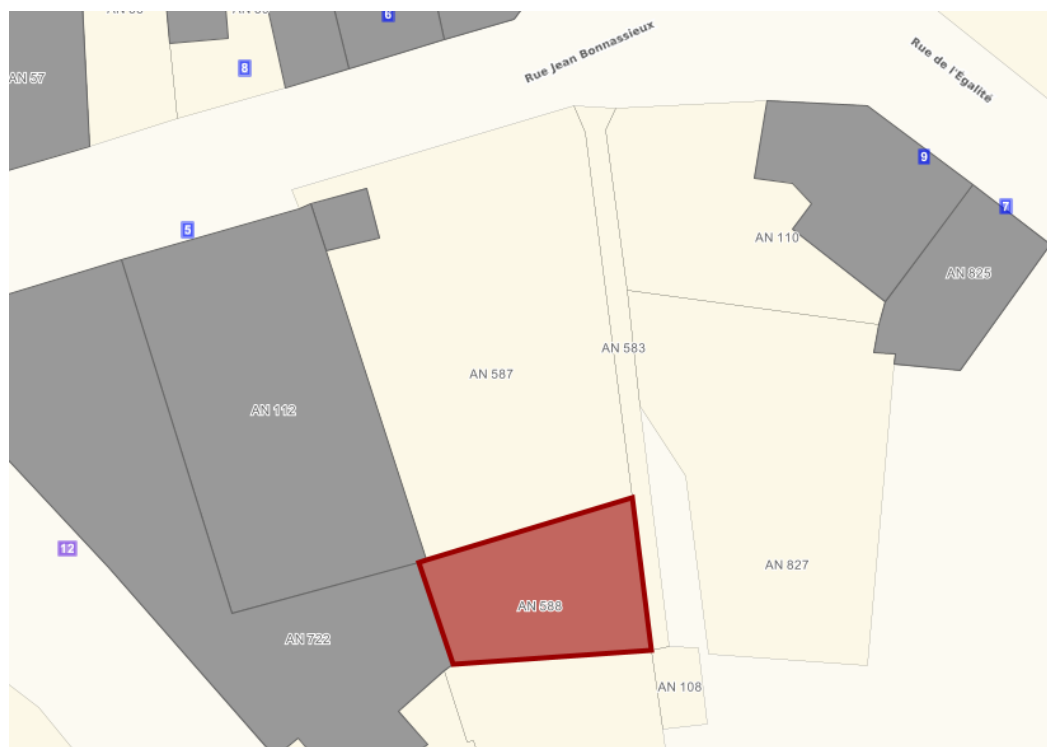 6
8
AN 57
Rue Jean Bonnassieux
Rue de l'Égalité
9
7
5
AN 110
AN 825
AN 583
AN 587
AN 112
12
AN 827
AN 588
AN 722
AN 108